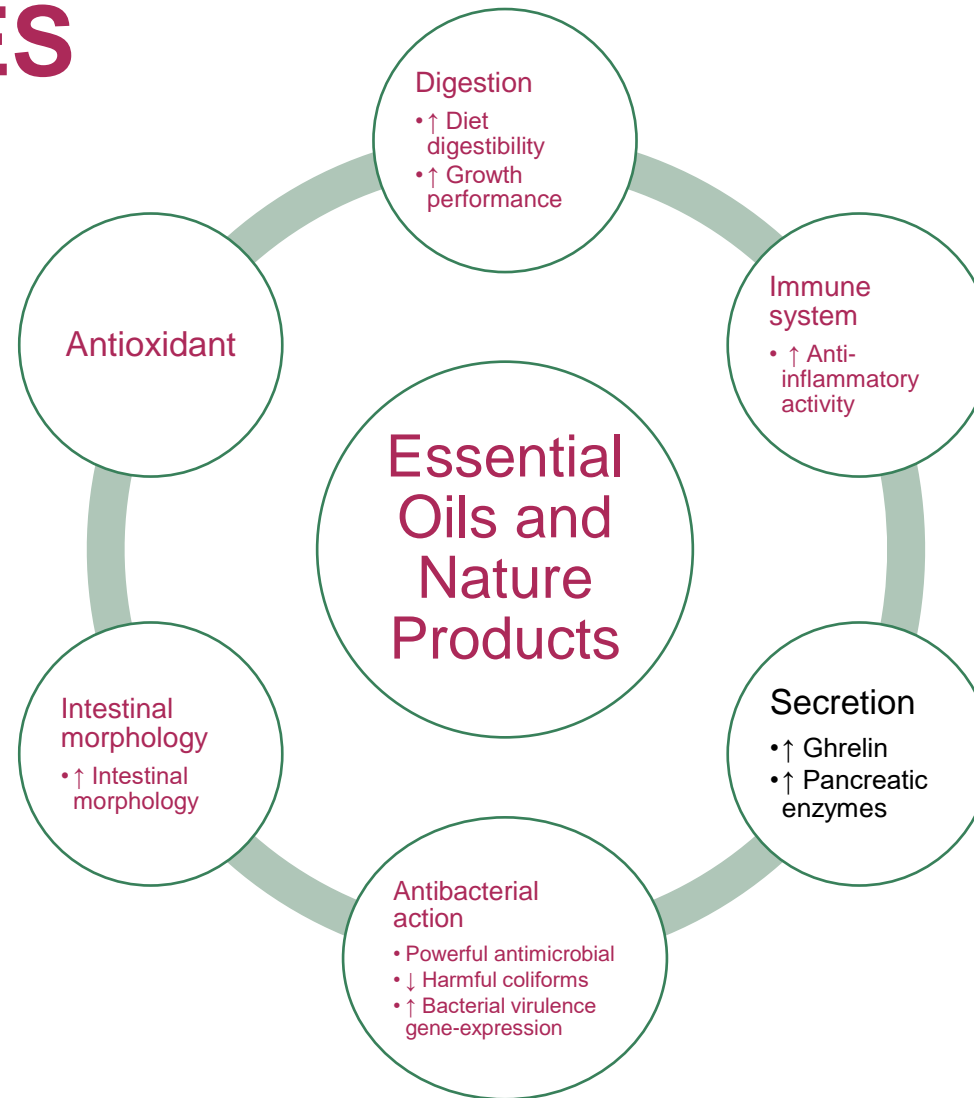 ES
Digestion
•↑ Diet
digestibility
•↑ Growth
performance
Immune
system
• ↑ Anti-
inflammatory
activity
Antioxidant
Essential
Oils and
Nature
Products
Secretion
•↑ Ghrelin
•↑ Pancreatic
enzymes
Intestinal
morphology
•↑ Intestinal
morphology
Antibacterial
action
• Powerful antimicrobial
•↓ Harmful coliforms
•↑ Bacterial virulence
gene-expression